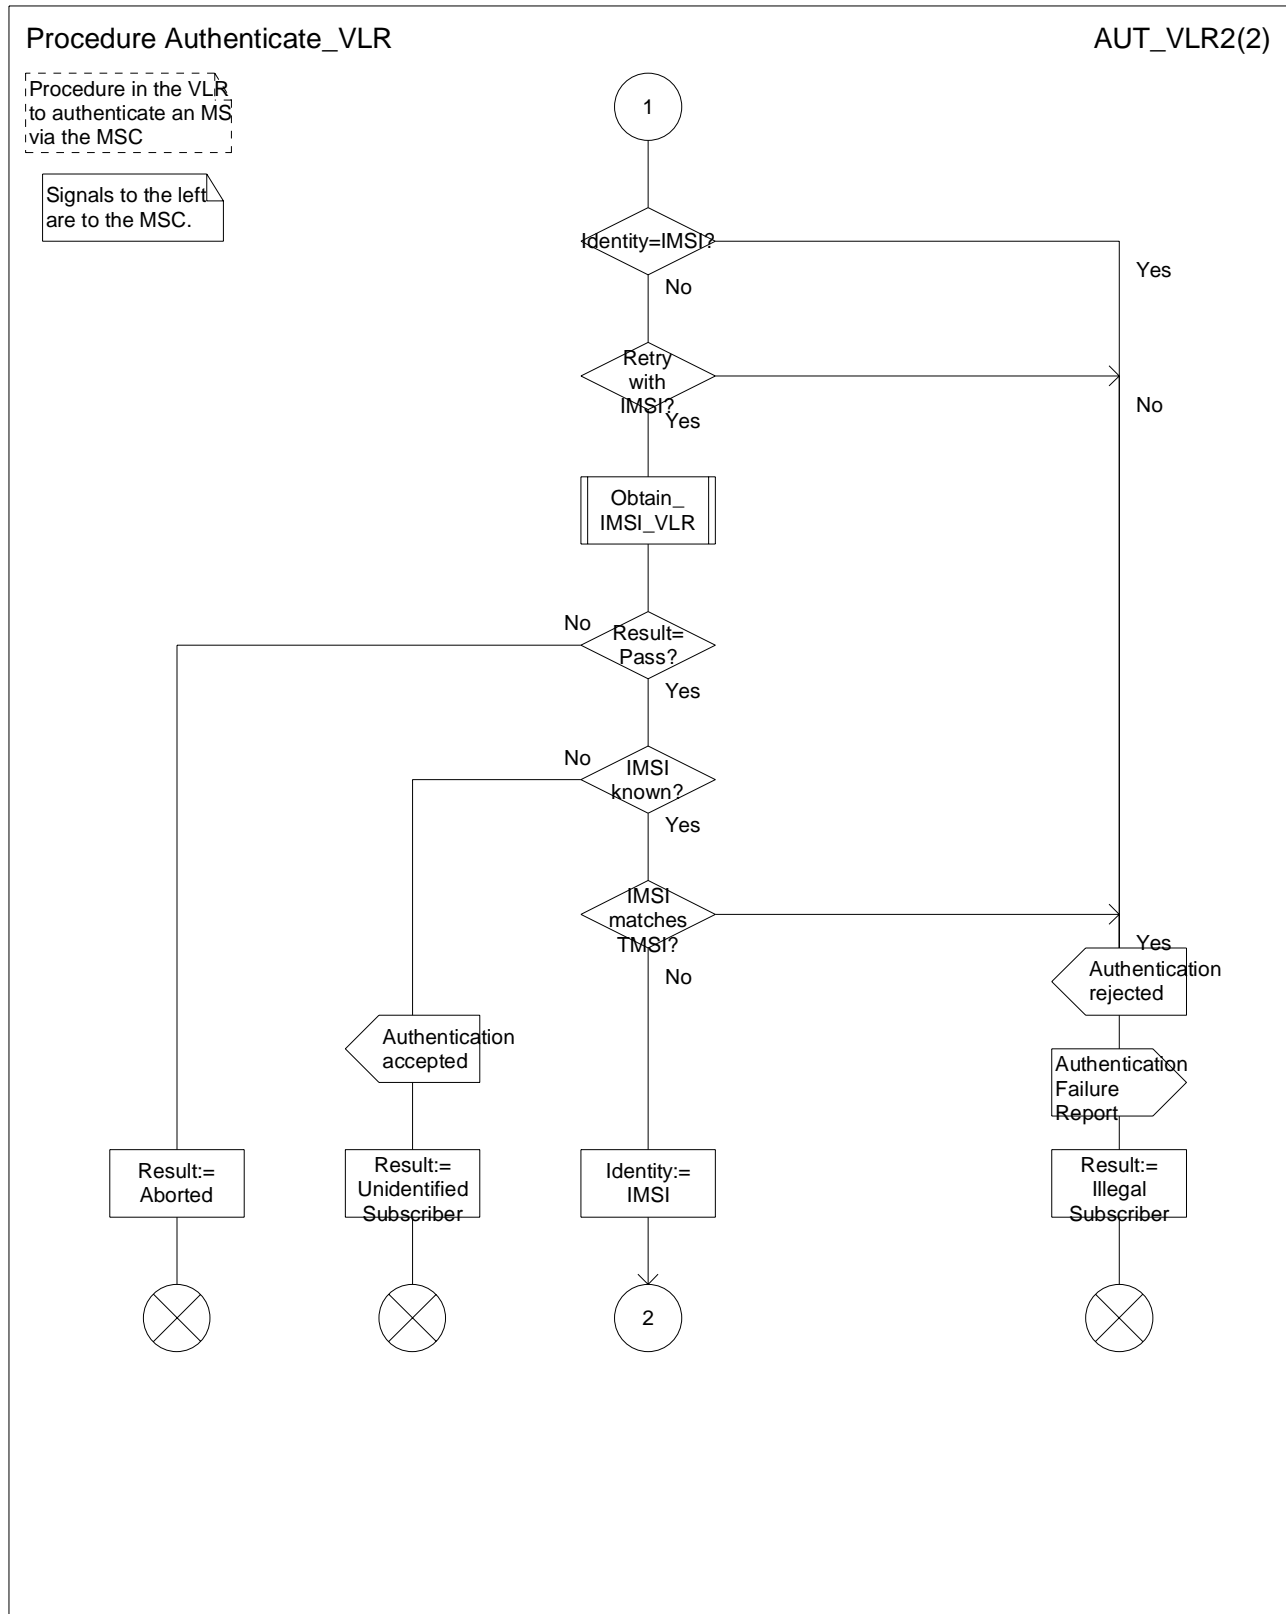 Procedure Authenticate_VLR
AUT_VLR2(2)
Procedure in the VLR
to authenticate an MS
via the MSC
Signals to the left
are to the MSC.
1
Identity=IMSI?
Yes
No
Retry
with
IMSI?
No
Yes
Obtain_
IMSI_VLR
No
Result=
Pass?
Yes
No
IMSI
known?
Yes
IMSI
matches
TMSI?
Yes
No
Authentication
rejected
Authentication
accepted
Authentication
Failure
Report
Result:=
Aborted
Result:=
Unidentified
Subscriber
Identity:=
IMSI
Result:=
Illegal
Subscriber
2